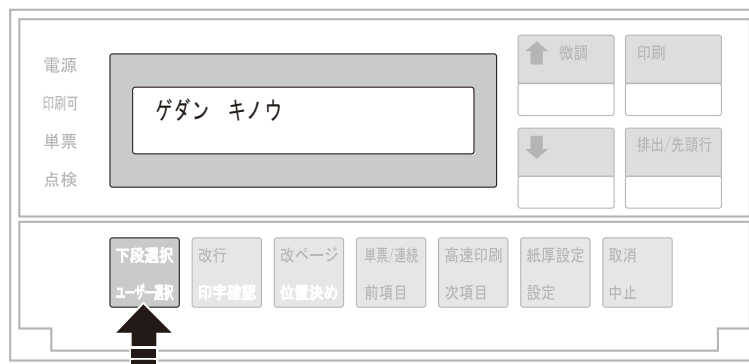 電源
印刷可
単票
点検
ゲダン キノウ
微調
印刷
排出/先頭行
下段選択
ユーザー選択
改行
印字確認
改ページ
位置決め
単票/連続
前項目
高速印刷
次項目
紙厚設定
設定
取消
中止